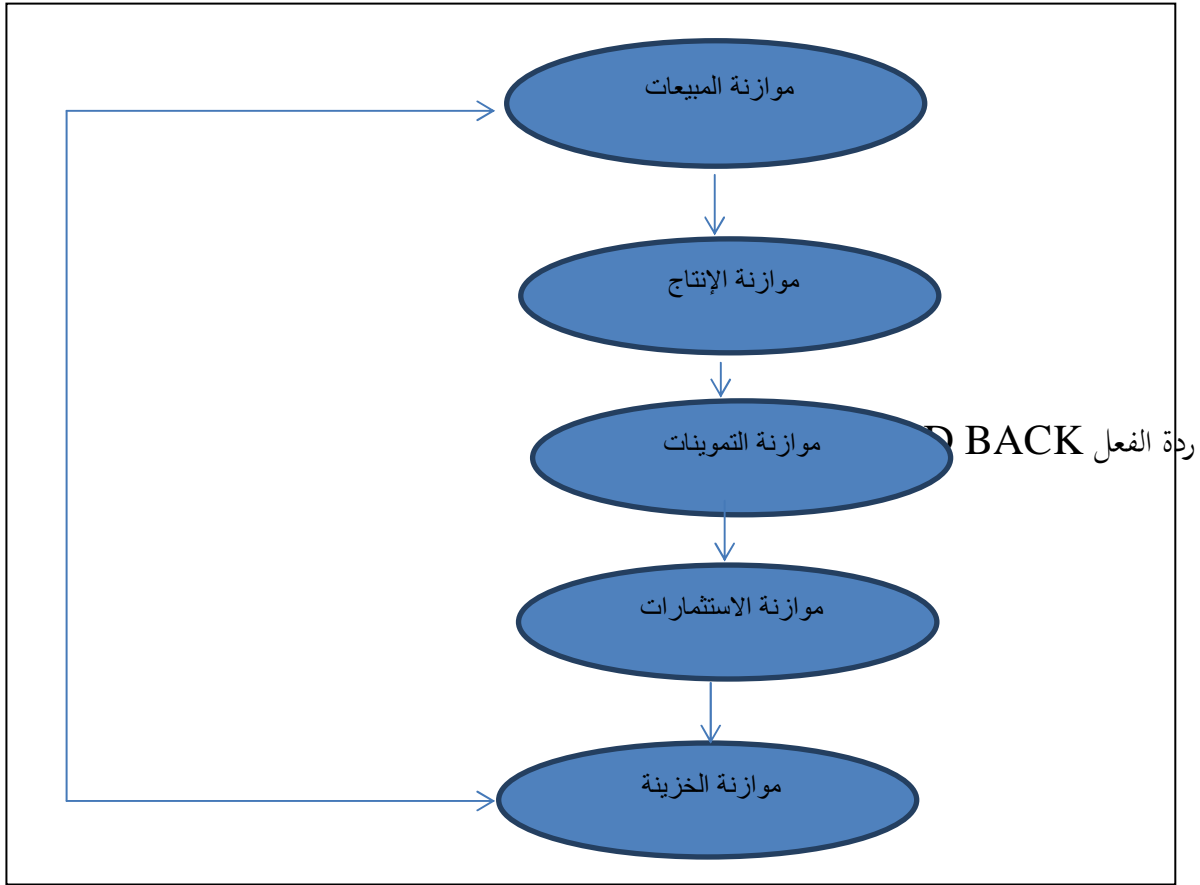 موازنة المبيعات
موازنة الإنتاج
موازنة التموينات
ردة الفعل BACK
موازنة الاستثمارات
موازنة الخزينة